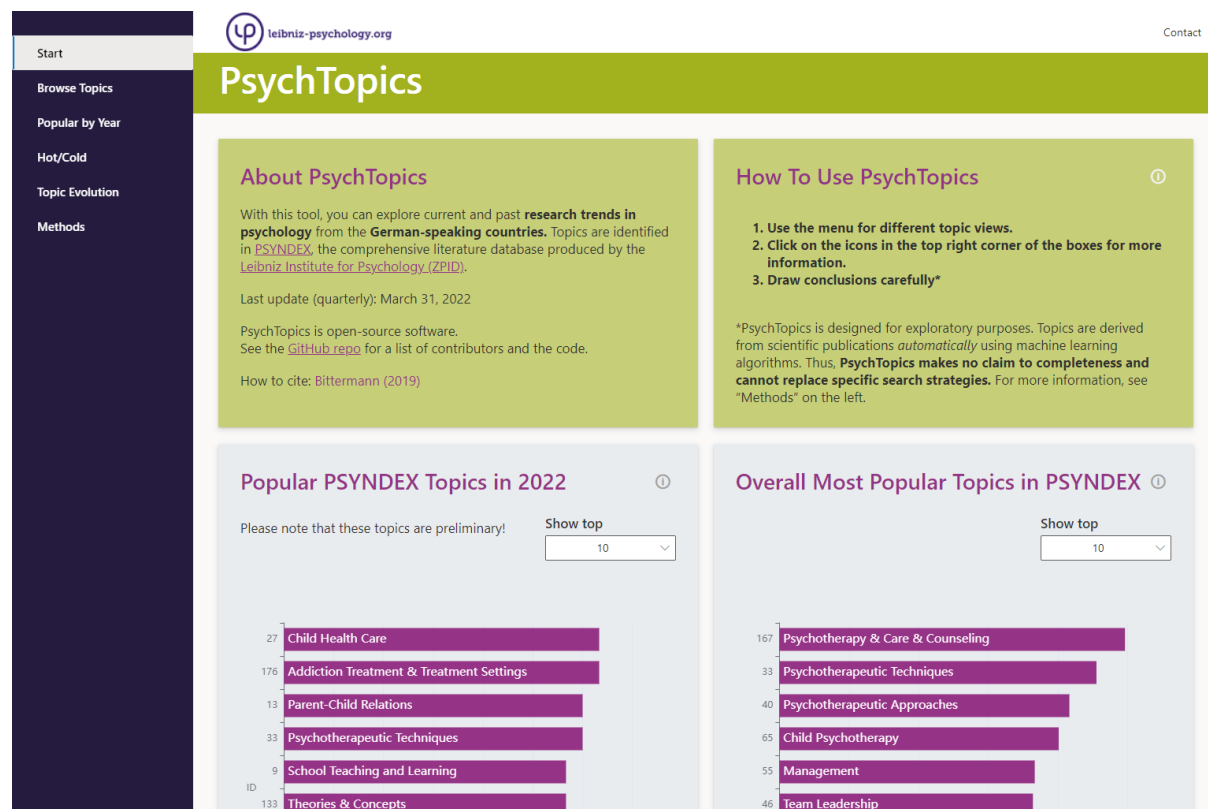 leibniz-psychology.org
Contact
Start
Browse Topics
Popular by Year
Hot/Cold
Topic Evolution
Methods
PsychTopics
About PsychTopics
With this tool, you can explore current and past research trends in
psychology from the German-speaking countries. Topics are identified
in PSYNDEX, the comprehensive literature database produced by the
Leibniz Institute for Psychology (ZPID).
Last update (quarterly): March 31, 2022
PsychTopics is open-source software.
See the GitHub repo for a list of contributors and the code.
How to cite: Bittermann (2019)
How To Use PsychTopics
1. Use the menu for different topic views.
2. Click on the icons in the top right corner of the boxes for more
information.
3. Draw conclusions carefully*
*PsychTopics is designed for exploratory purposes. Topics are derived
from scientific publications automatically using machine learning
algorithms. Thus, PsychTopics makes no claim to completeness and
cannot replace specific search strategies. For more information, see
"Methods" on the left.
Popular PSYNDEX Topics in 2022
Please note that these topics are preliminary!
Show top
10
27 Child Health Care
176 Addiction Treatment & Treatment Settings
13 Parent-Child Relations
33 Psychotherapeutic Techniques
9 School Teaching and Learning
ID
133 Theories & Concepts
Overall Most Popular Topics in PSYNDEX
Show top
10
167 Psychotherapy & Care & Counseling
33 Psychotherapeutic Techniques
40 Psychotherapeutic Approaches
65 Child Psychotherapy
55 Management
46 Team Leadership